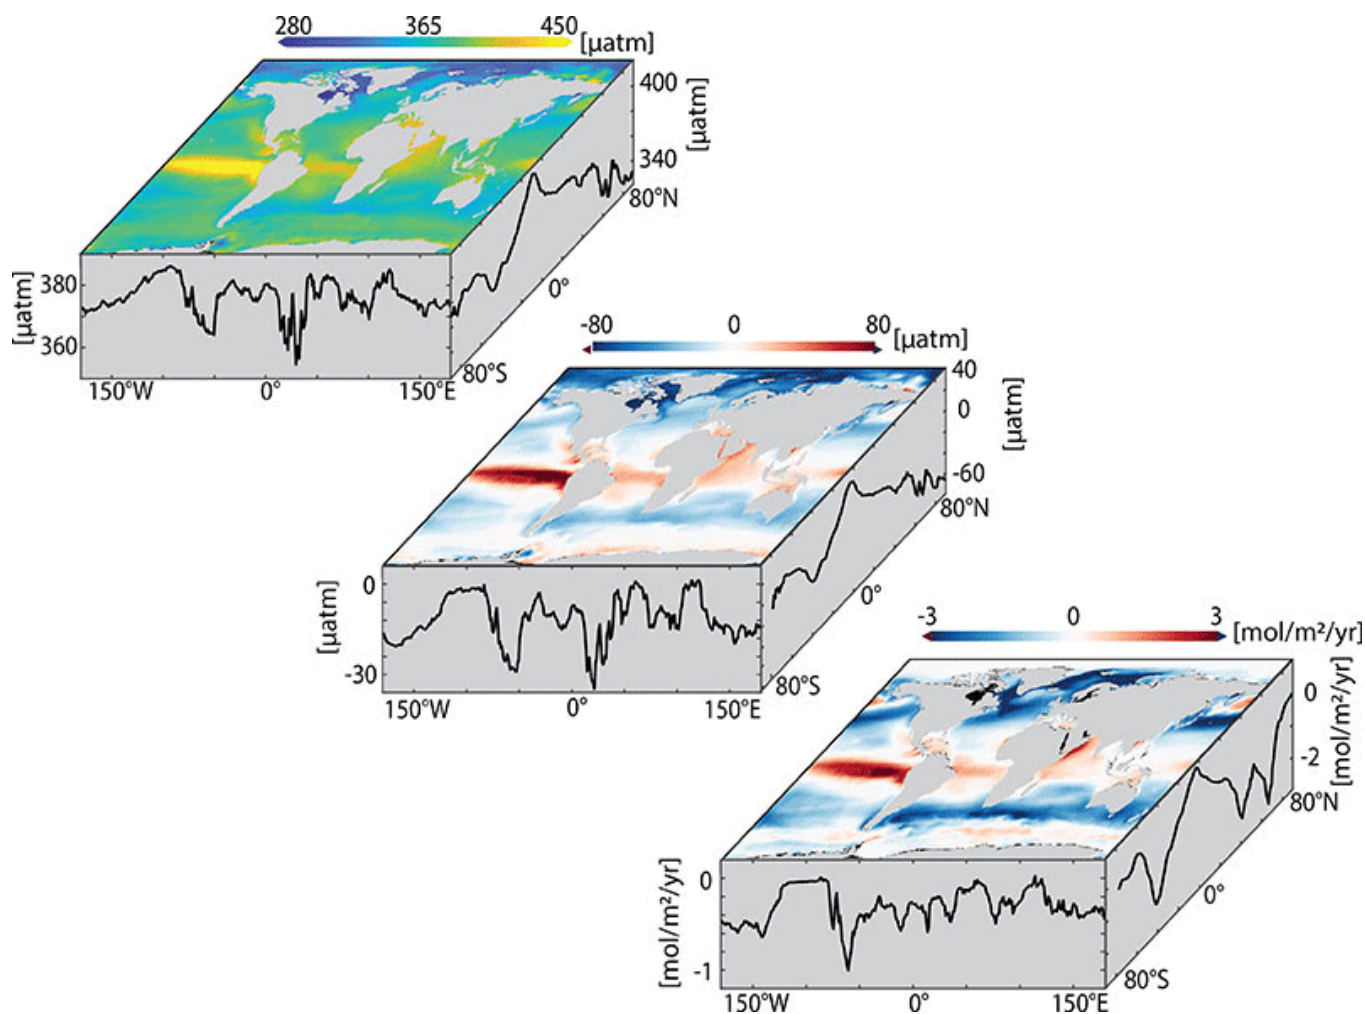 280 365 450 [µatm]
400
340
[µatm]
80°N
0°
80°S
[µatm]
380
360
150°W 0° 150°E
-80 0 80 [µatm]
40
0
-60
[µatm]
80°N
0°
80°S
[µatm]
0
-30
150°W 0° 150°E
-3 0 3 [mol/m²/yr]
0
-2
[mol/m²/yr]
80°N
0°
80°S
[mol/m²/yr]
0
-1
150°W 0° 150°E